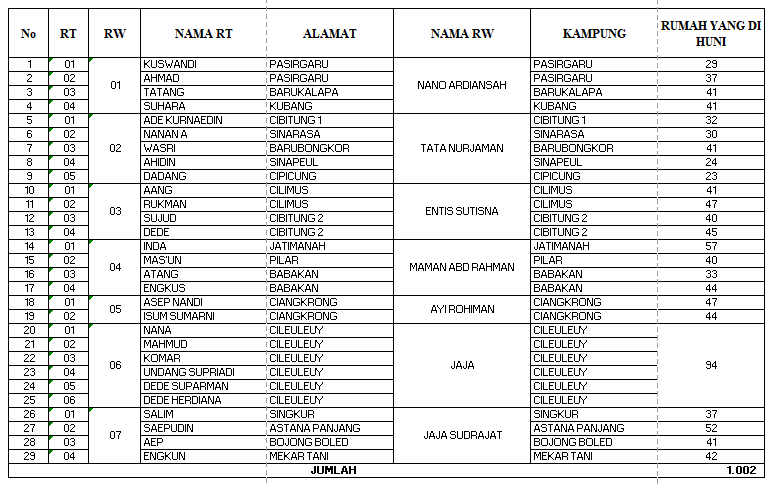 No RT RW NAMA RT ALAMAT NAMA RW KAMPUNG RUMAH YANG DI HUNI
1 01 01 KUSWANDI PASIRGARU NANO ARDIANSAH PASIRGARU 29
2 02 AHMAD PASIRGARU PASIRGARU 37
3 03 TATANG BARUKALAPA BARUKALAPA 41
4 04 SUHARA KUBANG KUBANG 41
5 01 02 ADE KURNAEDIN CIBITUNG 1 TATA NURJAMAN CIBITUNG 1 32
6 02 NANAN A SINARASA SINARASA 30
7 03 WASRI BARUBONGKOR BARUBONGKOR 41
8 04 AHIDIN SINAPEUL SINAPEUL 24
9 05 DADANG CIPICUNG CIPICUNG 23
10 01 03 AANG CILIMUS ENTIS SUTISNA CILIMUS 41
11 02 RUKMAN CILIMUS CILIMUS 47
12 03 SUJUD CIBITUNG 2 CIBITUNG 2 40
13 04 DEDE CIBITUNG 2 CIBITUNG 2 45
14 01 04 INDA JATIMANAH MAMAN ABD RAHMAN JATIMANAH 57
15 02 MAS'UN PILAR PILAR 40
16 03 ATANG BABAKAN BABAKAN 33
17 04 ENGKUS BABAKAN BABAKAN 44
18 01 05 ASEP NANDI CIANGKRONG AYI ROHIMAN CIANGKRONG 47
19 02 ISUM SUMARNI CIANGKRONG CIANGKRONG 44
20 01 06 NANA CILEULEUY JAJA CILEULEUY 94
21 02 MAHMUD CILEULEUY CILEULEUY
22 03 KOMAR CILEULEUY CILEULEUY
23 04 UNDANG SUPRIADI CILEULEUY CILEULEUY
24 05 DEDE SUPARMAN CILEULEUY CILEULEUY
25 06 DEDE HERDIANA CILEULEUY CILEULEUY
26 01 07 SALIM SINGKUR JAJA SUDRAJAT SINGKUR 37
27 02 SAEPUDIN ASTANA PANJANG ASTANA PANJANG 52
28 03 AEP BOJONG BOLED BOJONG BOLED 41
29 04 ENGKUN MEKAR TANI MEKAR TANI 42
JUMLAH 1.002